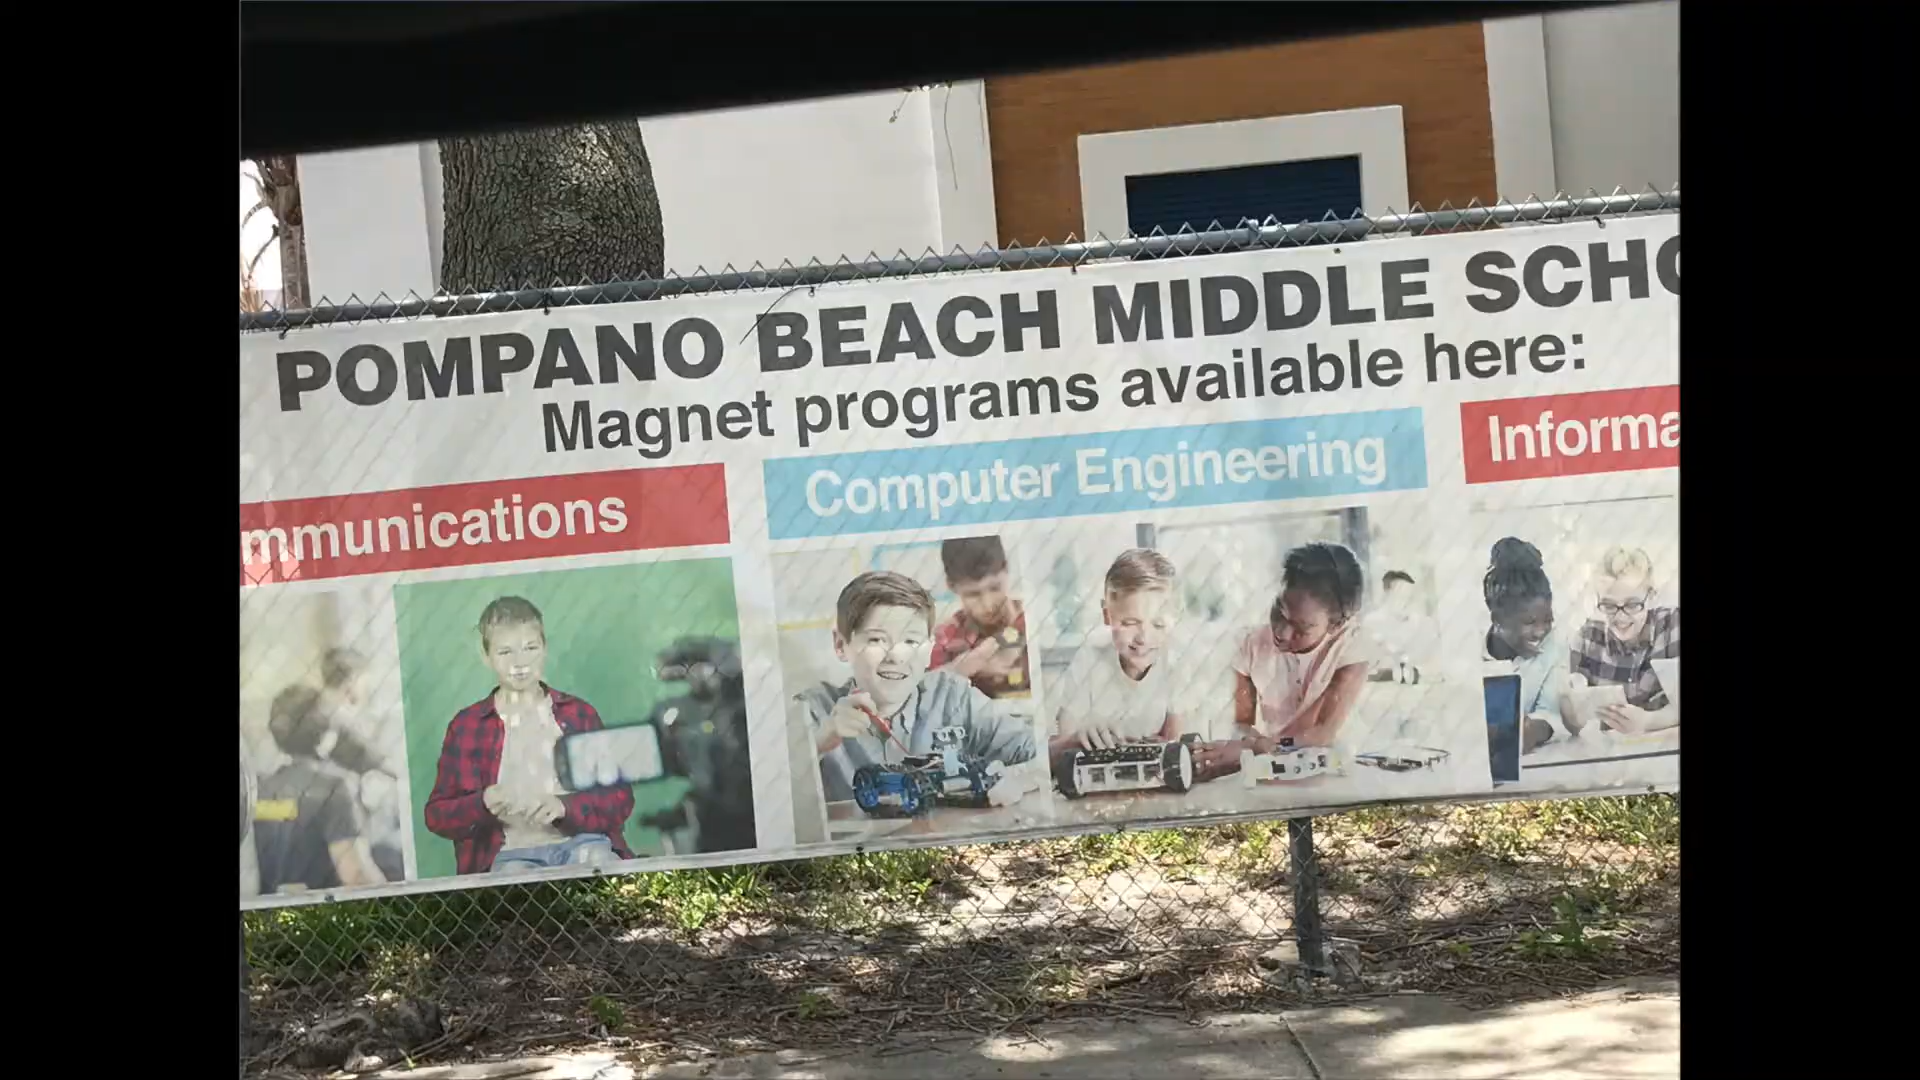 POMPANO BEACH MIDDLE SCHO
Magnet programs available here:
mmunications
Computer Engineering
Informa